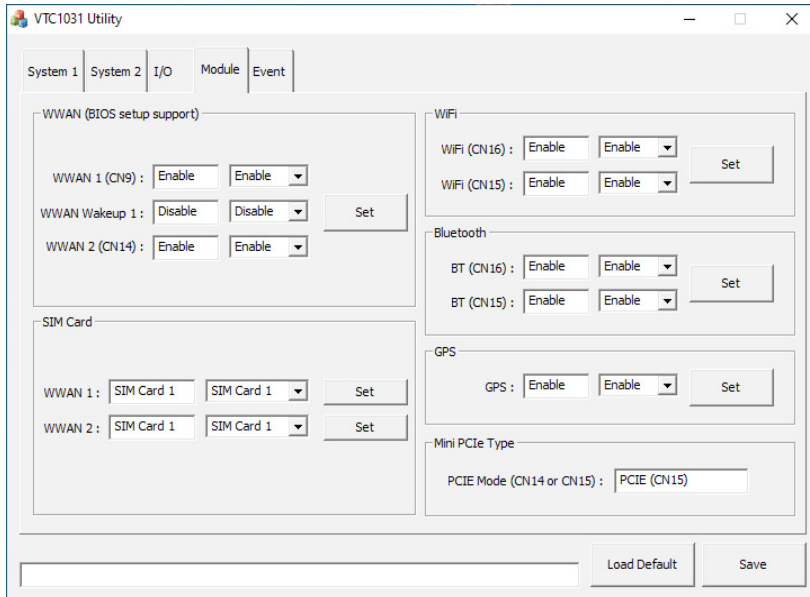 VTC1031 Utility
System 1 System 2 I/O Module Event
WWAN (BIOS setup support)
WWAN 1 (CN9) : Enable Enable
WWAN Wakeup 1 : Disable Disable Set
WWAN 2 (CN14) : Enable Enable
SIM Card
WWAN 1 : SIM Card 1 SIM Card 1 Set
WWAN 2 : SIM Card 1 SIM Card 1 Set
WiFi
WiFi (CN16) : Enable Enable Set
WiFi (CN15) : Enable Enable
Bluetooth
BT (CN16) : Enable Enable Set
BT (CN15) : Enable Enable
GPS
GPS : Enable Enable Set
Mini PCIe Type
PCIE Mode (CN14 or CN15) : PCIE (CN15)
Load Default Save